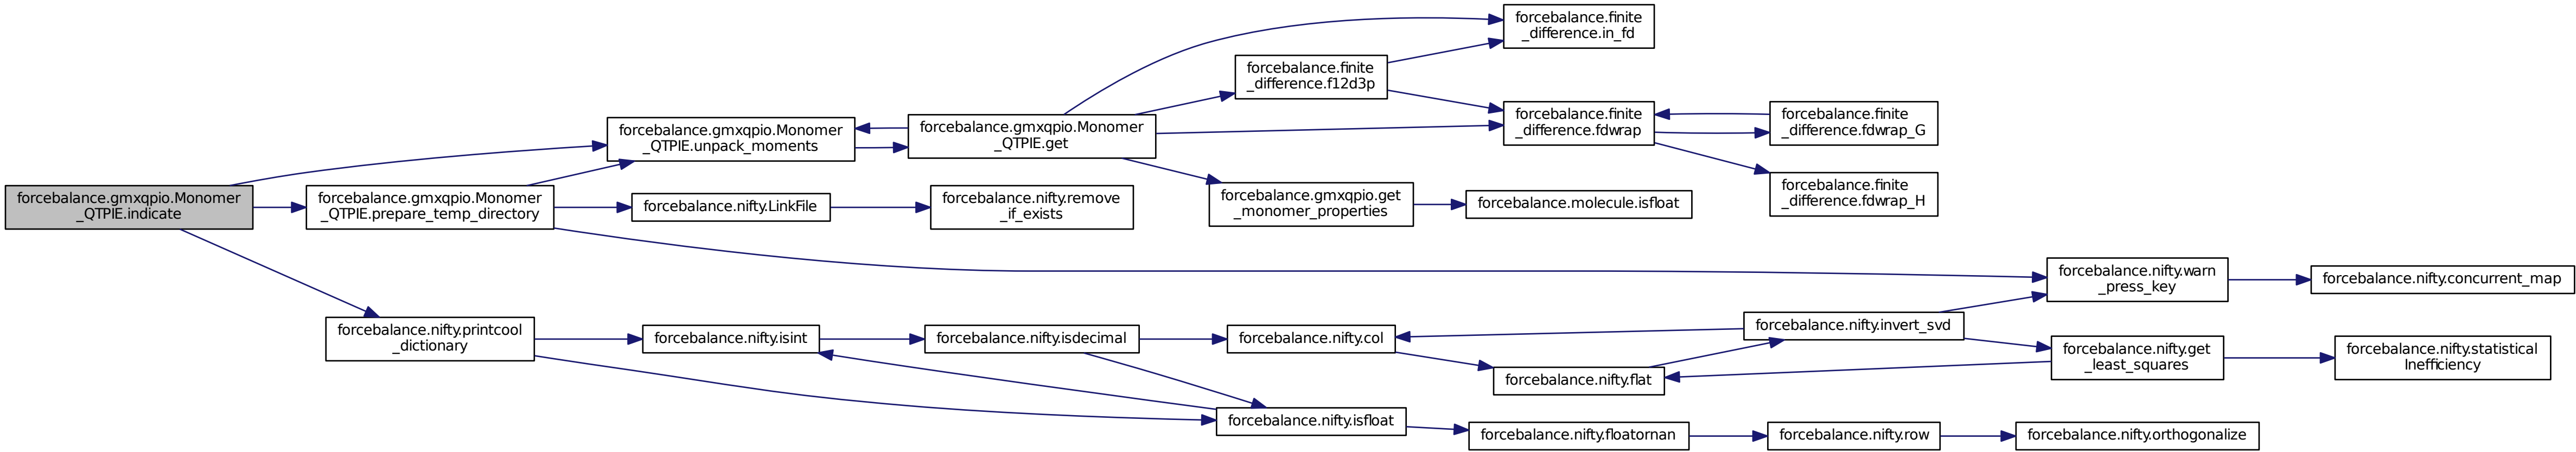 forcebalance.gmxqpio.Monomer
_QTPIE.indicate
forcebalance.gmxqpio.Monomer
_QTPIE.prepare_temp_directory
forcebalance.nifty.printcool
_dictionary
forcebalance.gmxqpio.Monomer
_QTPIE.unpack_moments
forcebalance.nifty.LinkFile
forcebalance.nifty.isint
forcebalance.gmxqpio.Monomer
_QTPIE.get
forcebalance.nifty.remove
_if_exists
forcebalance.nifty.isdecimal
forcebalance.finite
_difference.f12d3p
forcebalance.gmxqpio.get
_monomer_properties
forcebalance.nifty.col
forcebalance.nifty.isfloat
forcebalance.finite
_difference.in_fd
forcebalance.finite
_difference.fdwrap
forcebalance.molecule.isfloat
forcebalance.nifty.flat
forcebalance.nifty.floatornan
forcebalance.finite
_difference.fdwrap_G
forcebalance.finite
_difference.fdwrap_H
forcebalance.nifty.invert_svd
forcebalance.nifty.row
forcebalance.nifty.warn
_press_key
forcebalance.nifty.get
_least_squares
forcebalance.nifty.orthogonalize
forcebalance.nifty.concurrent_map
forcebalance.nifty.statistical
Inefficiency